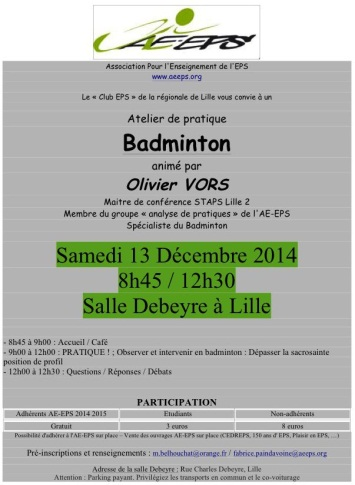 AE-EPS
Association Pour l'Enseignement de l'EPS
www.aeeps.org
Le « Club EPS » de la régionale de Lille vous convie à un
Atelier de pratique
Badminton
animé par
Olivier VORS
Maitre de conférence STAPS Lille 2
Membre du groupe « analyse de pratiques » de l'AE-EPS
Spécialiste du Badminton
Samedi 13 Décembre 2014
8h45 / 12h30
Salle Debeyre à Lille
- 8h45 à 9h00 : Accueil / Café
- 9h00 à 12h00 : PRATIQUE ! ; Observer et intervenir en badminton : Dépasser la sacrosainte
position de profil
- 12h00 à 12h30 : Questions / Réponses / Débats
PARTICIPATION
Adhérents AE-EPS 2014 2015 Etudiants Non-adhérents
Gratuit 3 euros 8 euros
Possibilité d'adhérer à l'AE-EPS sur place – Vente des ouvrages AE-EPS sur place (CEDREPS, 150 ans d' EPS, Plaisir en EPS, …)
Pré-inscriptions et renseignements : m.belhouchat@orange.fr / fabrice.paindavoine@aeeps.org
Adresse de la salle Debeyre : Rue Charles Debeyre, Lille
Attention : Parking payant. Privilégiez les transports en commun et le co-voiturage